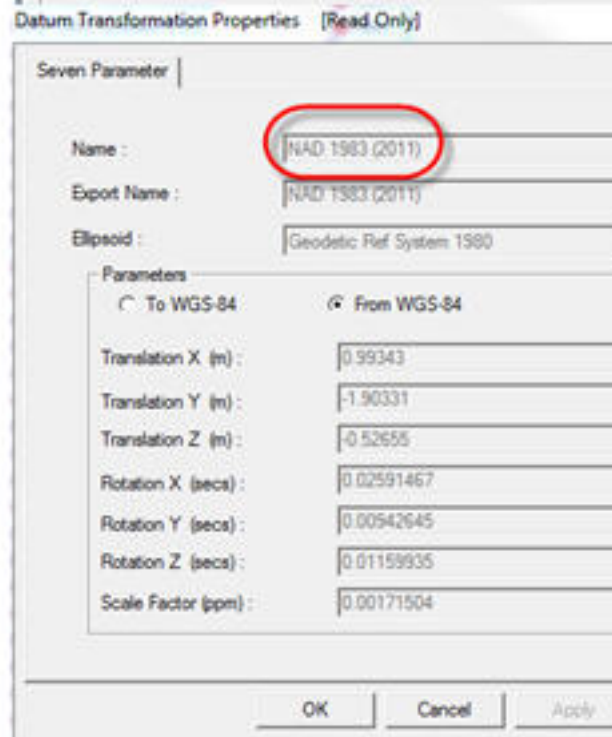 Datum Transformation Properties [Read Only]
Seven Parameter
Name : NAD 1983 (2011)
Export Name : NAD 1983 (2011)
Ellipsoid : Geodetic Ref System 1980
Parameters
To WGS-84 From WGS-84
Translation X (m) : 0.99343
Translation Y (m) : -1.90331
Translation Z (m) : -0.52655
Rotation X (secs) : 0.02591467
Rotation Y (secs) : 0.00542645
Rotation Z (secs) : 0.01159935
Scale Factor (ppm) : 0.00171504
OK Cancel Apply